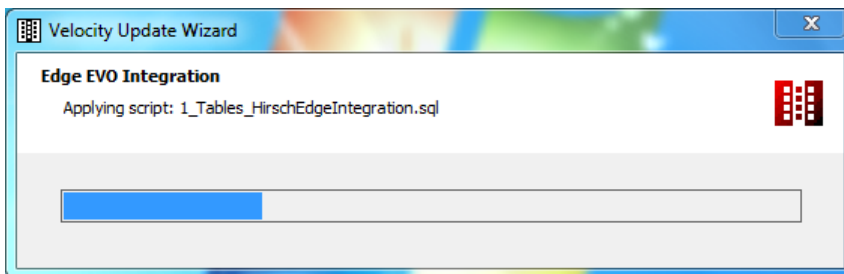 Velocity Update Wizard
Edge EVO Integration
Applying script: 1_Tables_HirschEdgeIntegration.sql